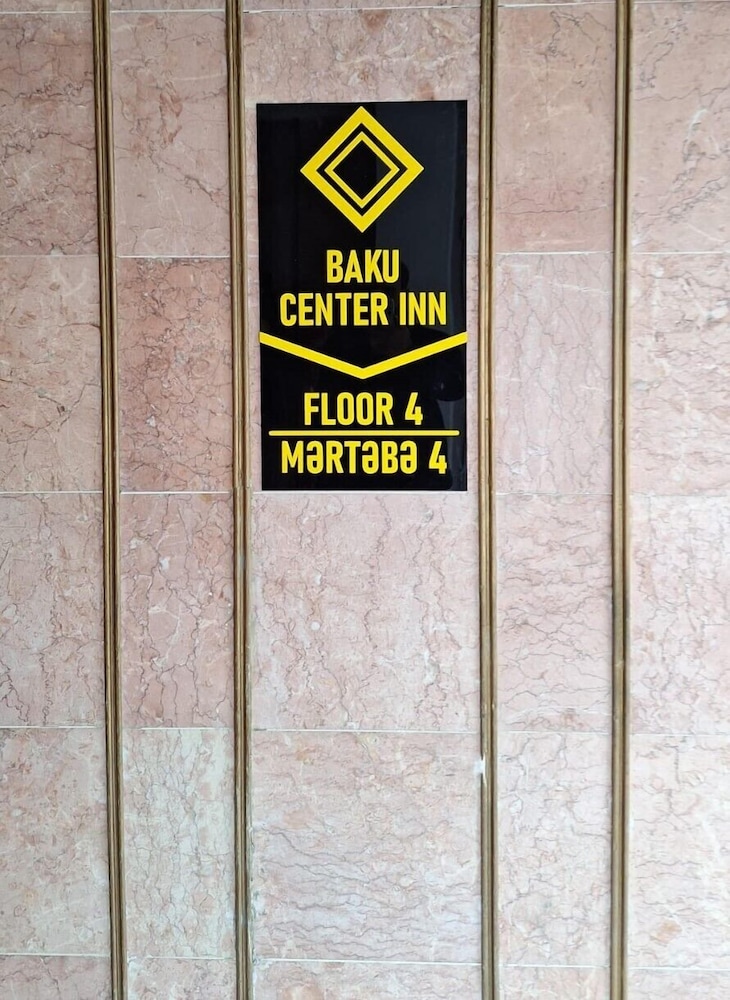 BAKU
CENTER INN
FLOOR 4
MƏRTƏBƏ 4